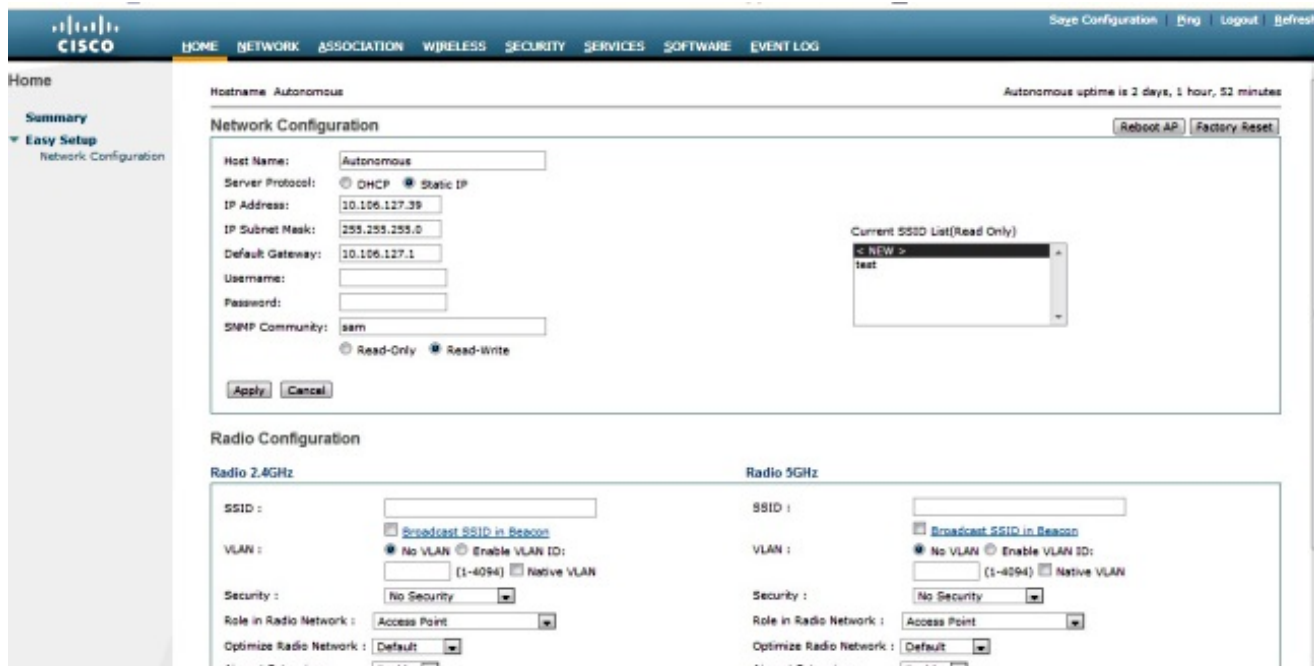 Save Configuration | Ping | Logout | Refresh
CISCO
HOME NETWORK ASSOCIATION WIRELESS SECURITY SERVICES SOFTWARE EVENT LOG
Home
Summary
Easy Setup
Network Configuration
Hostname Autonomous
Autonomous uptime is 2 days, 1 hour, 52 minutes
Network Configuration
Reboot AP Factory Reset
Host Name: Autonomous
Server Protocol: DHCP Static IP
IP Address: 10.106.127.39
IP Subnet Mask: 255.255.255.0
Default Gateway: 10.106.127.1
Username:
Password:
SNMP Community: sam
Read-Only Read-Write
Current SSID List(Read Only)
< NEW >
test
Apply Cancel
Radio Configuration
Radio 2.4GHz
SSID :
Broadcast SSID in Beacon
VLAN : No VLAN Enable VLAN ID:
(1-4094) Native VLAN
Security : No Security
Role in Radio Network : Access Point
Optimize Radio Network : Default
Radio 5GHz
SSID :
Broadcast SSID in Beacon
VLAN : No VLAN Enable VLAN ID:
(1-4094) Native VLAN
Security : No Security
Role in Radio Network : Access Point
Optimize Radio Network : Default